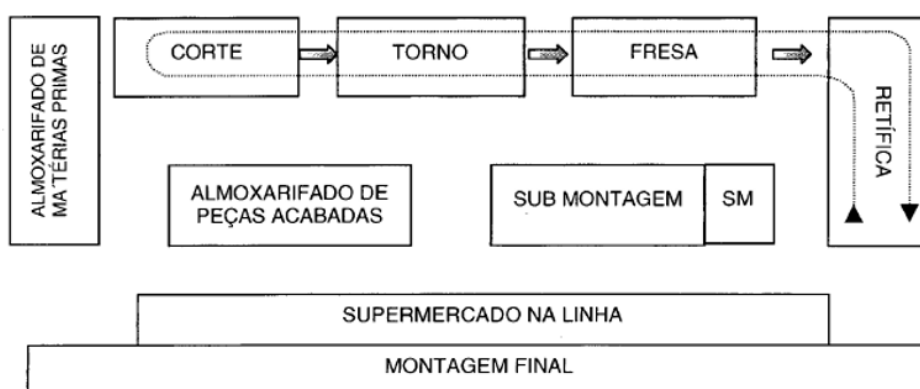 ALMOXARIFADO DE
MATÉRIAS PRIMAS
CORTE
TORNO
FRESA
RETÍFICA
ALMOXARIFADO DE
PEÇAS ACABADAS
SUB MONTAGEM
SM
SUPERMERCADO NA LINHA
MONTAGEM FINAL